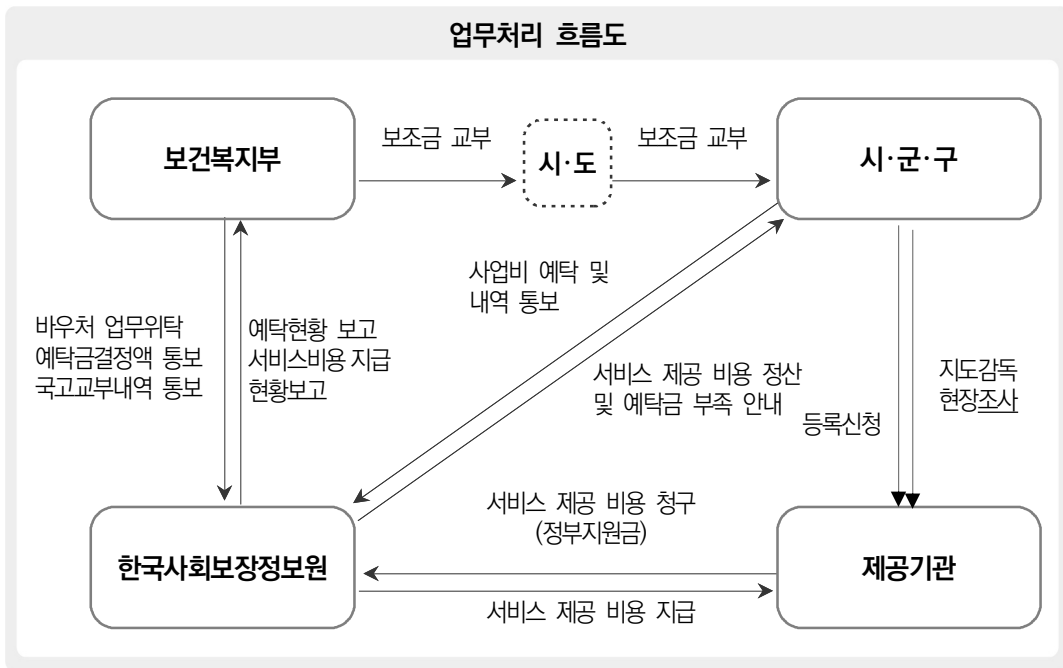 업무처리 흐름도
보건복지부
보조금 교부
시·도
보조금 교부
시·군·구
사업비 예탁 및
내역 통보
바우처 업무위탁
예탁금결정액 통보
국고교부내역 통보
예탁현황 보고
서비스비용 지급
현황보고
서비스 제공 비용 정산
및 예탁금 부족 안내
등록신청
지도감독
현장조사
한국사회보장정보원
서비스 제공 비용 청구
(정부지원금)
서비스 제공 비용 지급
제공기관